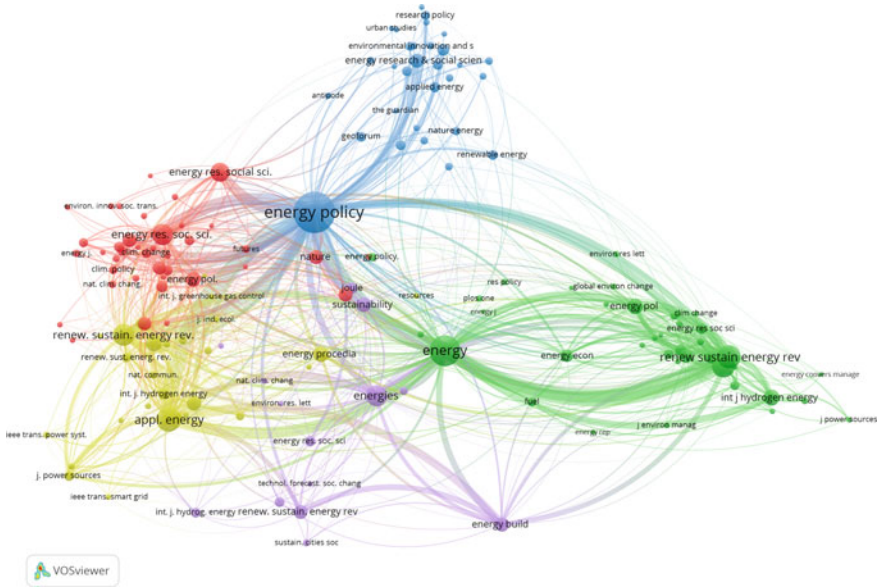 research policy
urban studies
environmental innovation and s
energy research & social scien
applied energy
antipode
the guardian
geoforum
nature energy
renewable energy
energy res. social sci.
environ. innov. soc. trans.
energy policy
energy res. soc. sci.
energy j.
clim. change
futures
nature
energy policy.
environ res lett
clim. policy
energy pol.
nat. clim. chang.
joule
res policy
global environ change
int. j. greenhouse gas control
resources
plos one
sustainability
energy j
energy pol
clim change
j. ind. ecol.
energy res soc sci
renew. sustain. energy rev.
energy procedia
energy
energy econ
renew sustain energy rev
renew. sust. energ. rev.
nat. commun.
nat. clim. chang
energy convers manage
int. j. hydrogen energy
energies
fuel
int j hydrogen energy
environ. res. lett
appl. energy
j environ manag
j power sources
ieee trans. power syst.
energy res. soc. sci
j. power sources
technol. forecast. soc. chang
ieee trans. smart grid
int. j. hydrog. energy
renew. sustain. energy rev
energy build
sustain. cities soc
VOSviewer